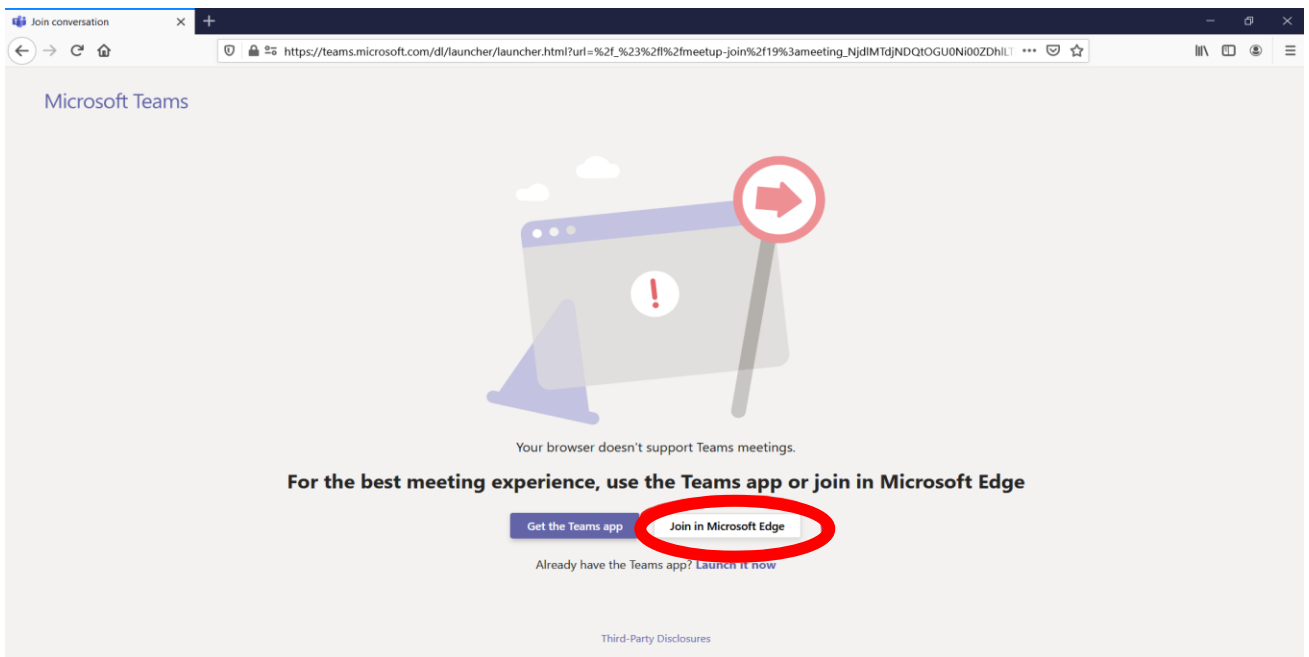 Join conversation
https://teams.microsoft.com/dl/launcher/launcher.html?url=%2f_%23%2fl%2fmeetup-join%2f19%3ameeting_NjdlMTdjNDQtOGU0Ni00ZDhlLT
Microsoft Teams
!
Your browser doesn't support Teams meetings.
For the best meeting experience, use the Teams app or join in Microsoft Edge
Get the Teams app Join in Microsoft Edge
Already have the Teams app? Launch it now
Third-Party Disclosures